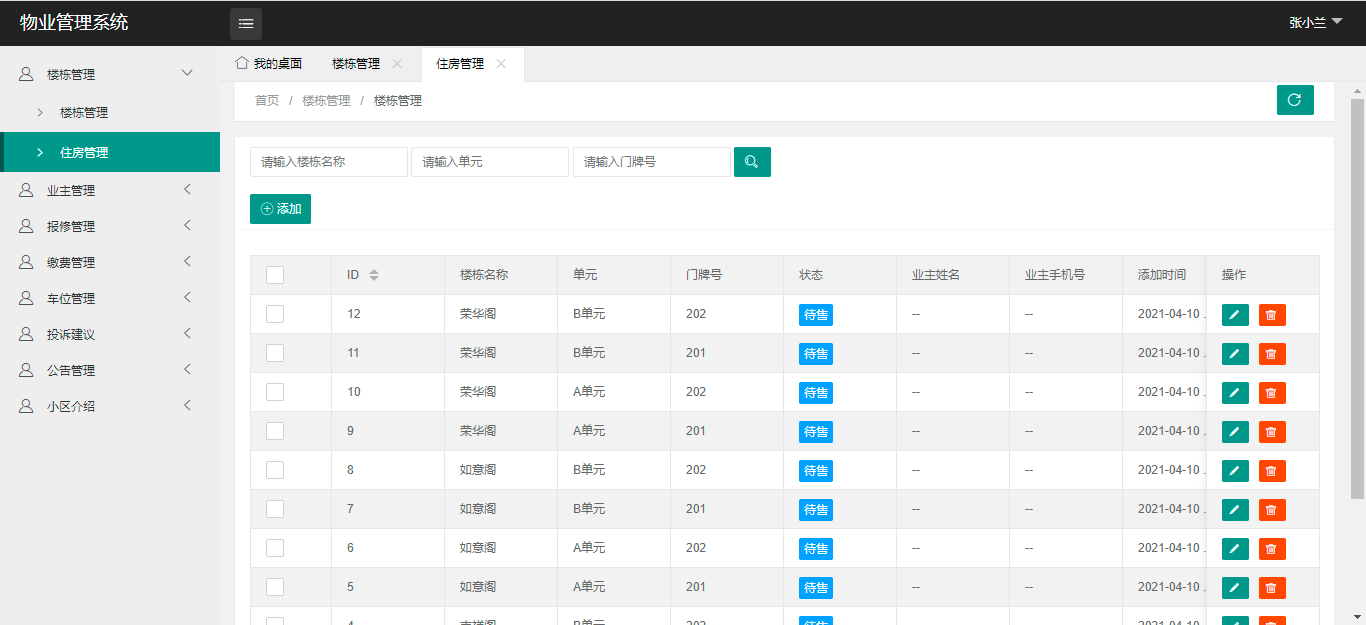 物业管理系统
张小兰
楼栋管理
楼栋管理
住房管理
业主管理
报修管理
缴费管理
车位管理
投诉建议
公告管理
小区介绍
我的桌面 楼栋管理 住房管理
首页 / 楼栋管理 / 楼栋管理
请输入楼栋名称 请输入单元 请输入门牌号
添加
ID 楼栋名称 单元 门牌号 状态 业主姓名 业主手机号 添加时间 操作
12 荣华阁 B单元 202 待售 -- -- 2021-04-10 .
11 荣华阁 B单元 201 待售 -- -- 2021-04-10 .
10 荣华阁 A单元 202 待售 -- -- 2021-04-10 .
9 荣华阁 A单元 201 待售 -- -- 2021-04-10 .
8 如意阁 B单元 202 待售 -- -- 2021-04-10 .
7 如意阁 B单元 201 待售 -- -- 2021-04-10 .
6 如意阁 A单元 202 待售 -- -- 2021-04-10 .
5 如意阁 A单元 201 待售 -- -- 2021-04-10 .
4 B单元 202 待售 2021-04-10